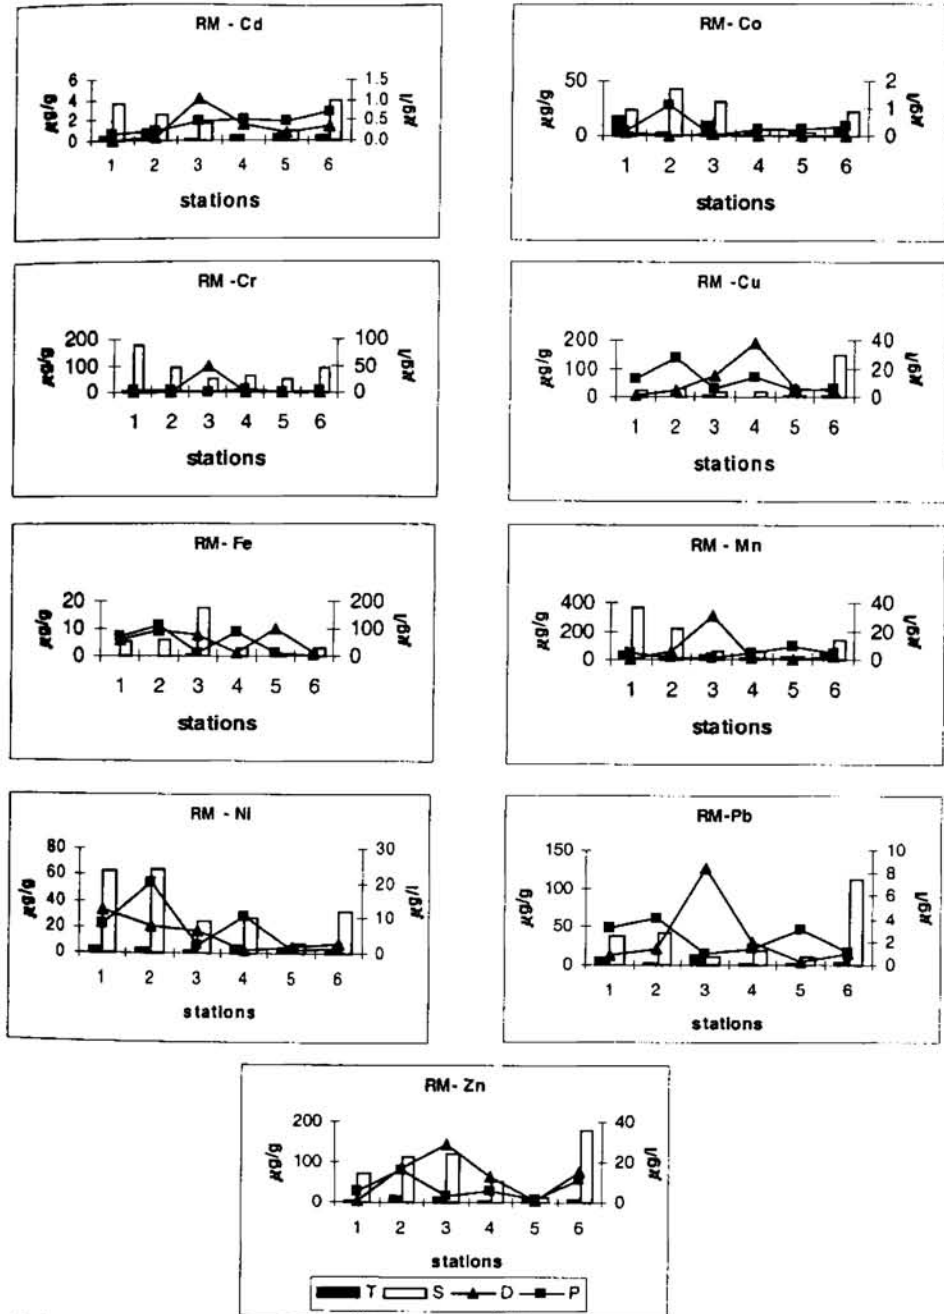 RM - Cd
6
4
2
0
µg/g
1.5
1.0
0.5
0.0
µg/l
1 2 3 4 5 6
stations
RM- Co
50
0
µg/g
2
1
0
µg/l
1 2 3 4 5 6
stations
RM -Cr
200
100
0
µg/g
100
50
0
µg/l
1 2 3 4 5 6
stations
RM -Cu
200
100
0
µg/g
40
20
0
µg/l
1 2 3 4 5 6
stations
RM- Fe
20
10
0
µg/g
200
100
0
µg/l
1 2 3 4 5 6
stations
RM - Mn
400
200
0
µg/g
40
20
0
µg/l
1 2 3 4 5 6
stations
RM - Ni
80
60
40
20
0
µg/g
30
20
10
0
µg/l
1 2 3 4 5 6
stations
RM-Pb
150
100
50
0
µg/g
10
8
6
4
2
0
µg/l
1 2 3 4 5 6
stations
RM- Zn
200
100
0
µg/g
40
20
0
µg/l
1 2 3 4 5 6
stations
T S D P